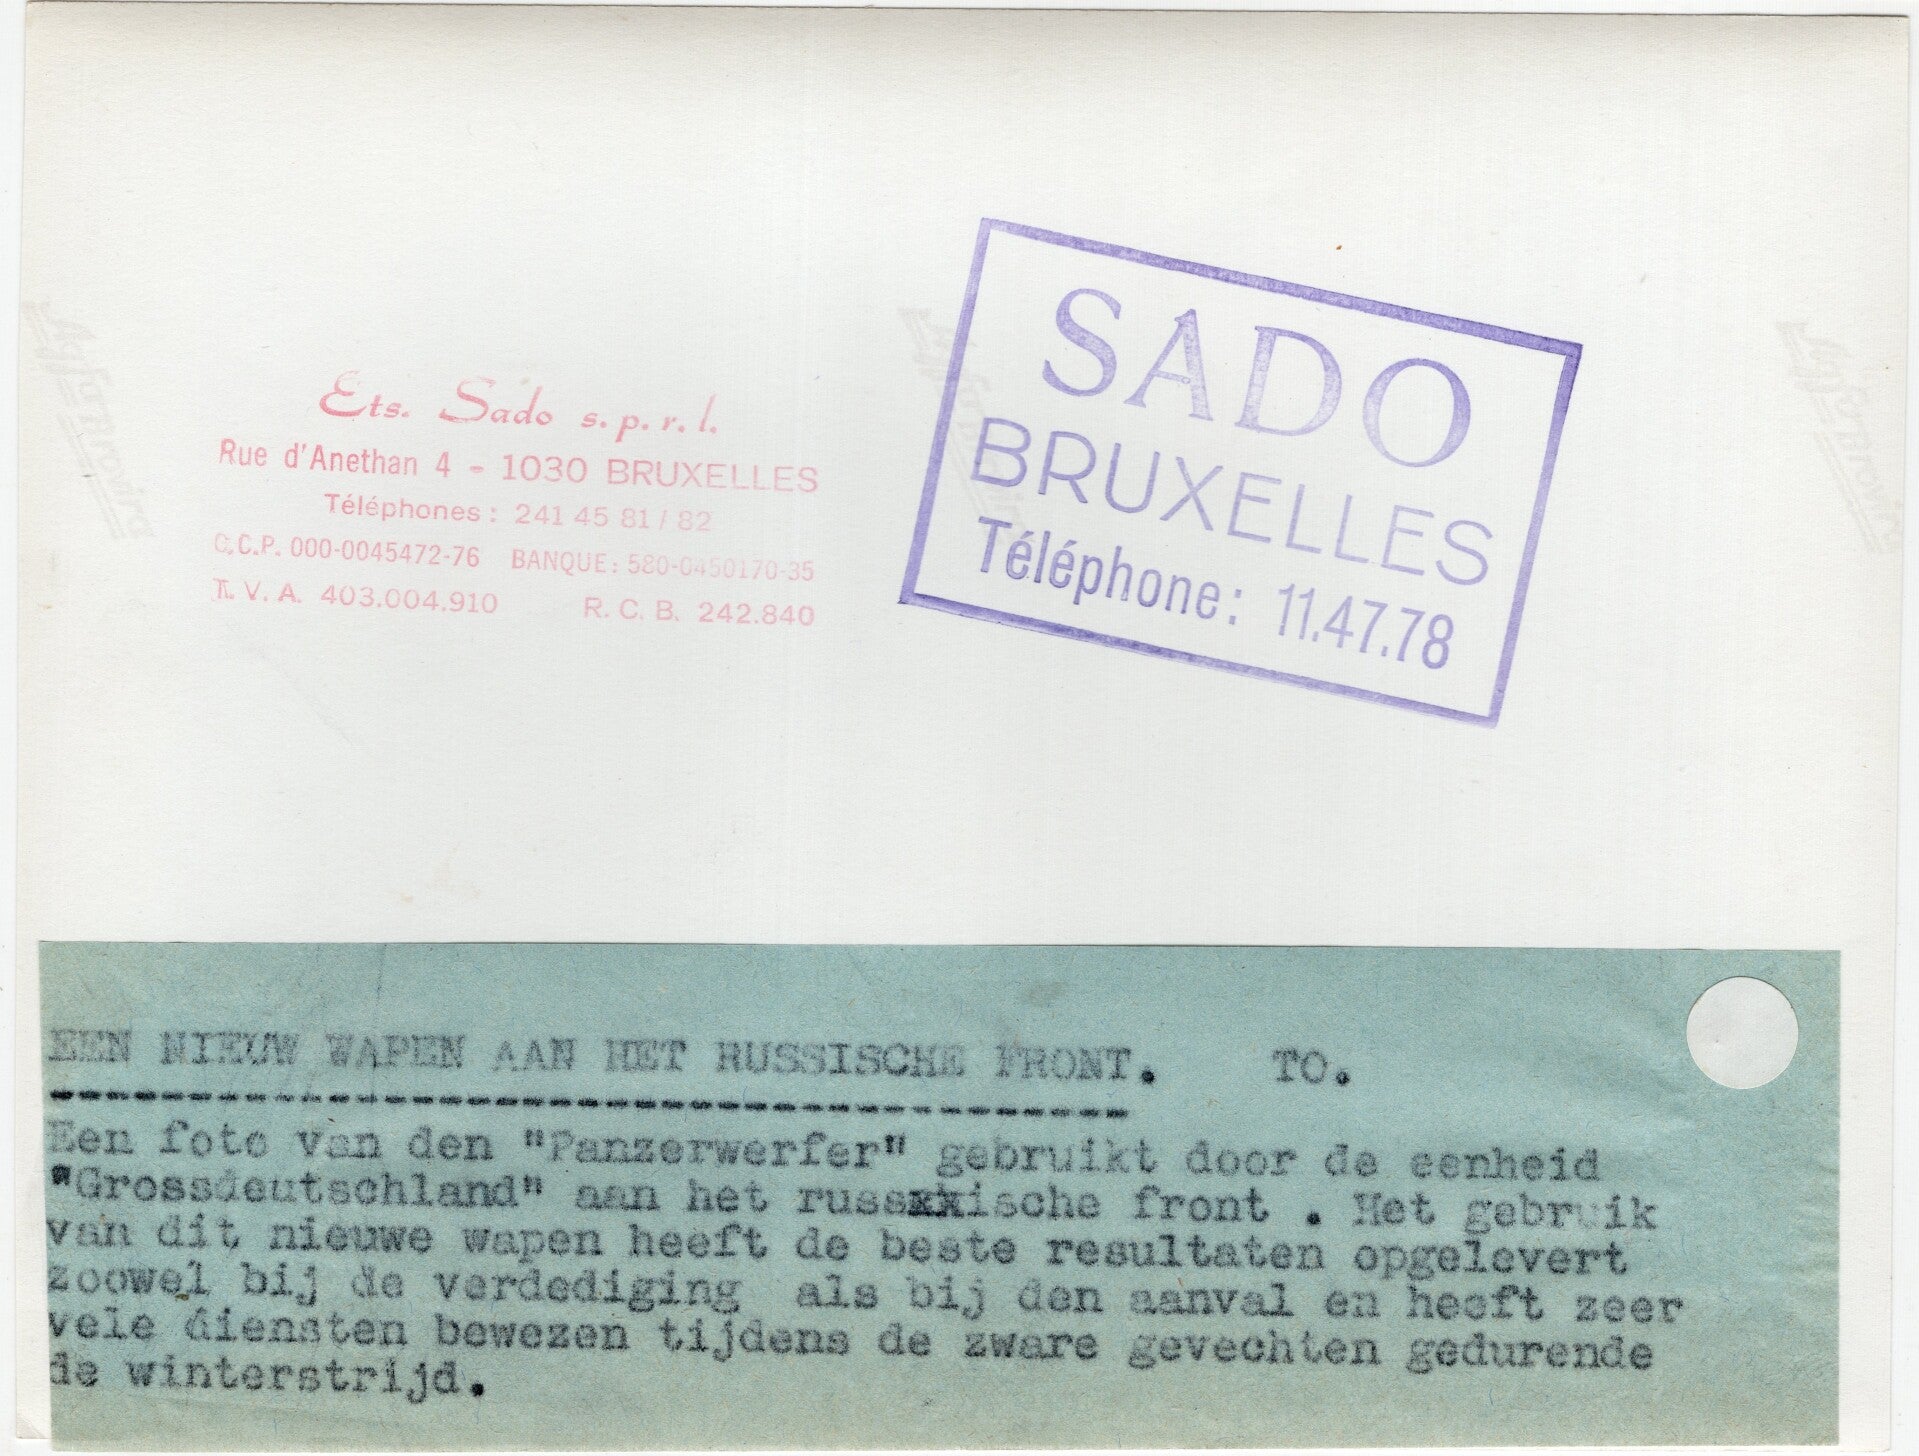 Ets. Sado s.p.r.l.
Rue d'Anethan 4 - 1030 BRUXELLES
Téléphones: 241 45 81 / 82
C.C.P. 000-0045472-76 BANQUE: 580-0450170-35
T.V.A. 403.004.910 R.C.B. 242.840
SADO
BRUXELLES
Téléphone: 11.47.78
EEN NIEUW WAPEN AAN HET RUSSISCHE FRONT. TO.
Een foto van den "Panzerwerfer" gebruikt door de eenheid
"Grossdeutschland" aan het russxxxische front . Het gebruik
van dit nieuwe wapen heeft de beste resultaten opgelevert
zoowel bij de verdediging als bij den aanval en heeft zeer
vele diensten bewezen tijdens de zware gevechten gedurende
de winterstrijd.